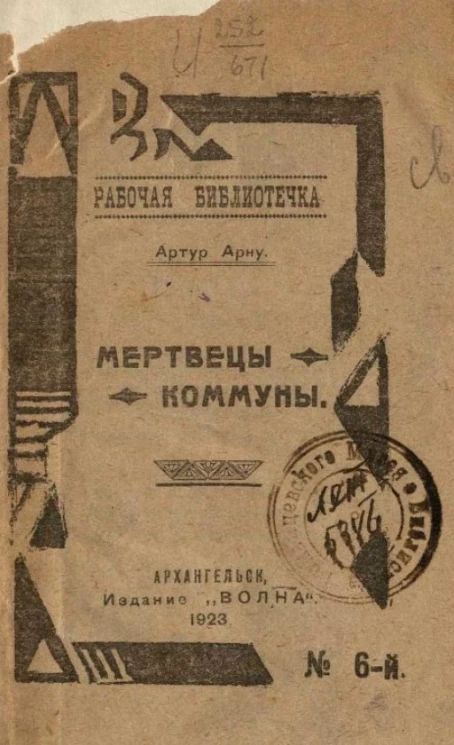 252
671
РАБОЧАЯ БИБЛИОТЕЧКА
Артур Арну.
МЕРТВЕЦЫ
КОММУНЫ.
АРХАНГЕЛЬСК,
Издание „ВОЛНА“.
1923
№ 6-й.